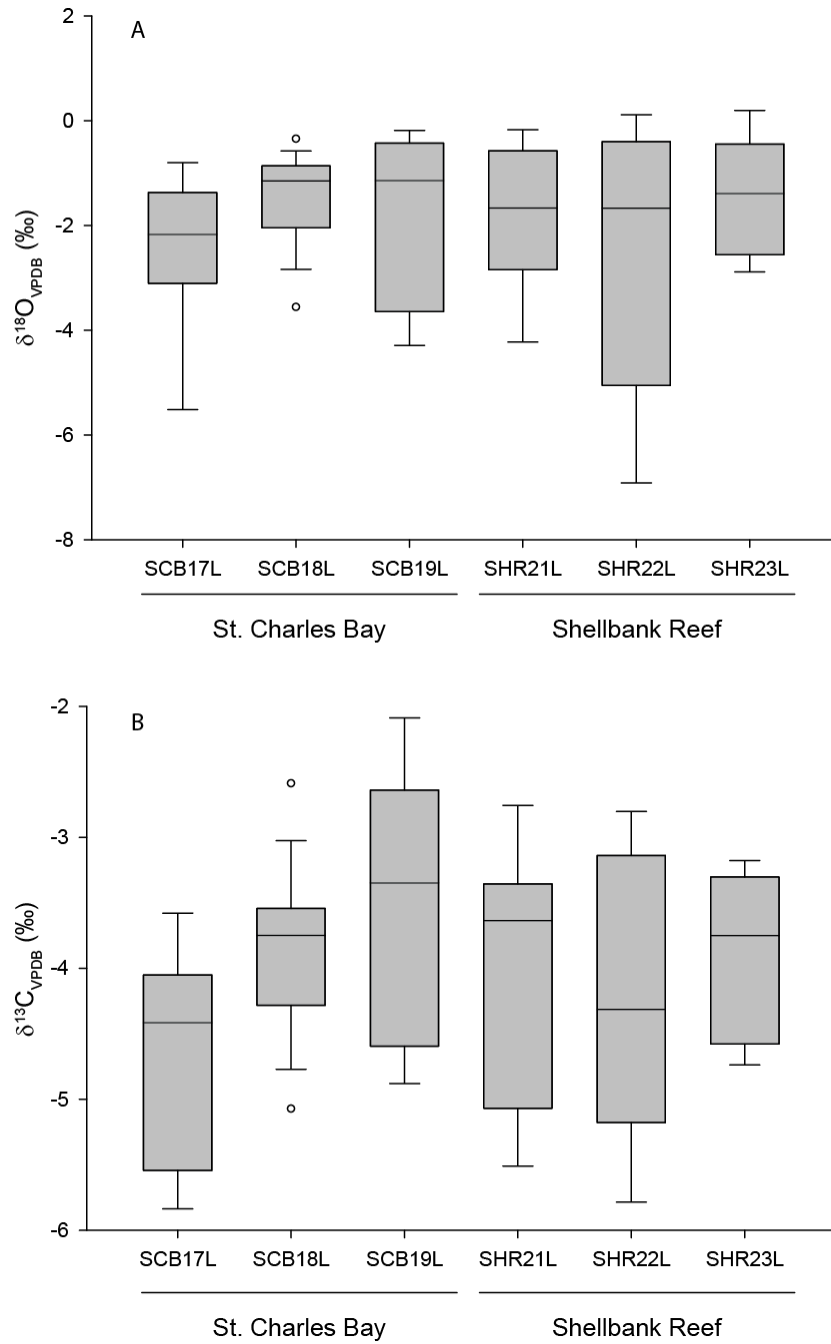 A
2
0
-2
-4
-6
-8
δ18OVPDB (‰)
SCB17L SCB18L SCB19L SHR21L SHR22L SHR23L
St. Charles Bay Shellbank Reef
B
-2
-3
-4
-5
-6
δ13CVPDB (‰)
SCB17L SCB18L SCB19L SHR21L SHR22L SHR23L
St. Charles Bay Shellbank Reef